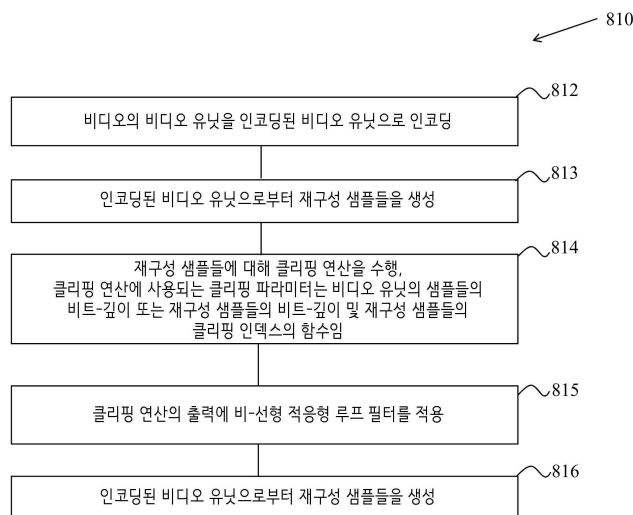 810
812
비디오의 비디오 유닛을 인코딩된 비디오 유닛으로 인코딩
813
인코딩된 비디오 유닛으로부터 재구성 샘플들을 생성
814
재구성 샘플들에 대해 클리핑 연산을 수행,
클리핑 연산에 사용되는 클리핑 파라미터는 비디오 유닛의 샘플들의
비트-깊이 또는 재구성 샘플들의 비트-깊이 및 재구성 샘플들의
클리핑 인덱스의 함수임
815
클리핑 연산의 출력에 비-선형 적응형 루프 필터를 적용
816
인코딩된 비디오 유닛으로부터 재구성 샘플들을 생성